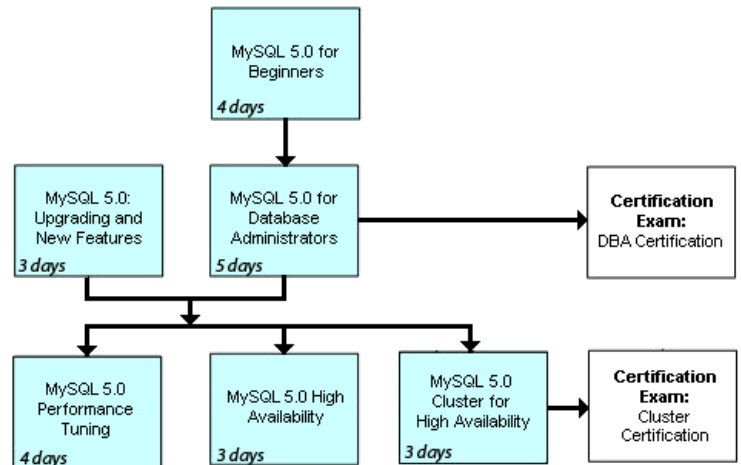 MySQL 5.0 for
Beginners
4 days
MySQL 5.0:
Upgrading and
New Features
3 days
MySQL 5.0 for
Database
Administrators
5 days
Certification
Exam:
DBA Certification
MySQL 5.0
Performance
Tuning
4 days
MySQL 5.0 High
Availability
3 days
MySQL 5.0
Cluster for
High Availability
3 days
Certification
Exam:
Cluster
Certification